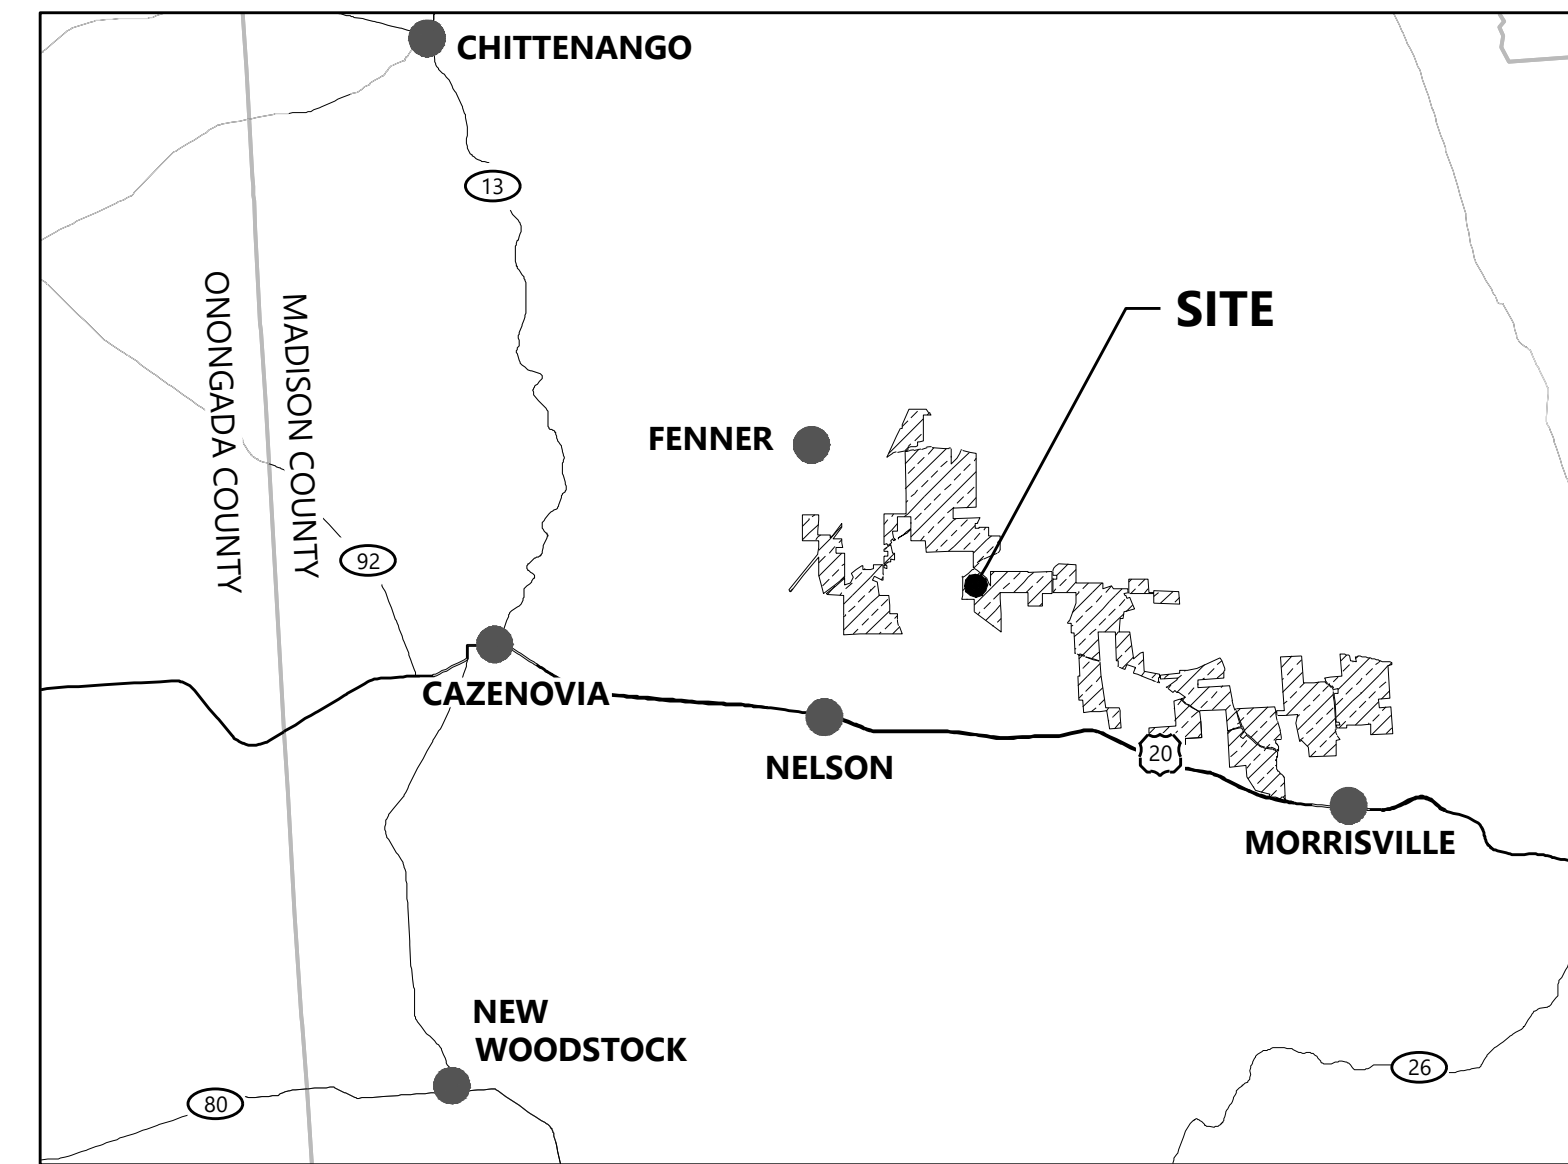 CHITTENANGO
13
SITE
ONONGADA COUNTY
MADISON COUNTY
FENNER
92
CAZENOVIA
NELSON
20
MORRISVILLE
NEW
WOODSTOCK
26
80